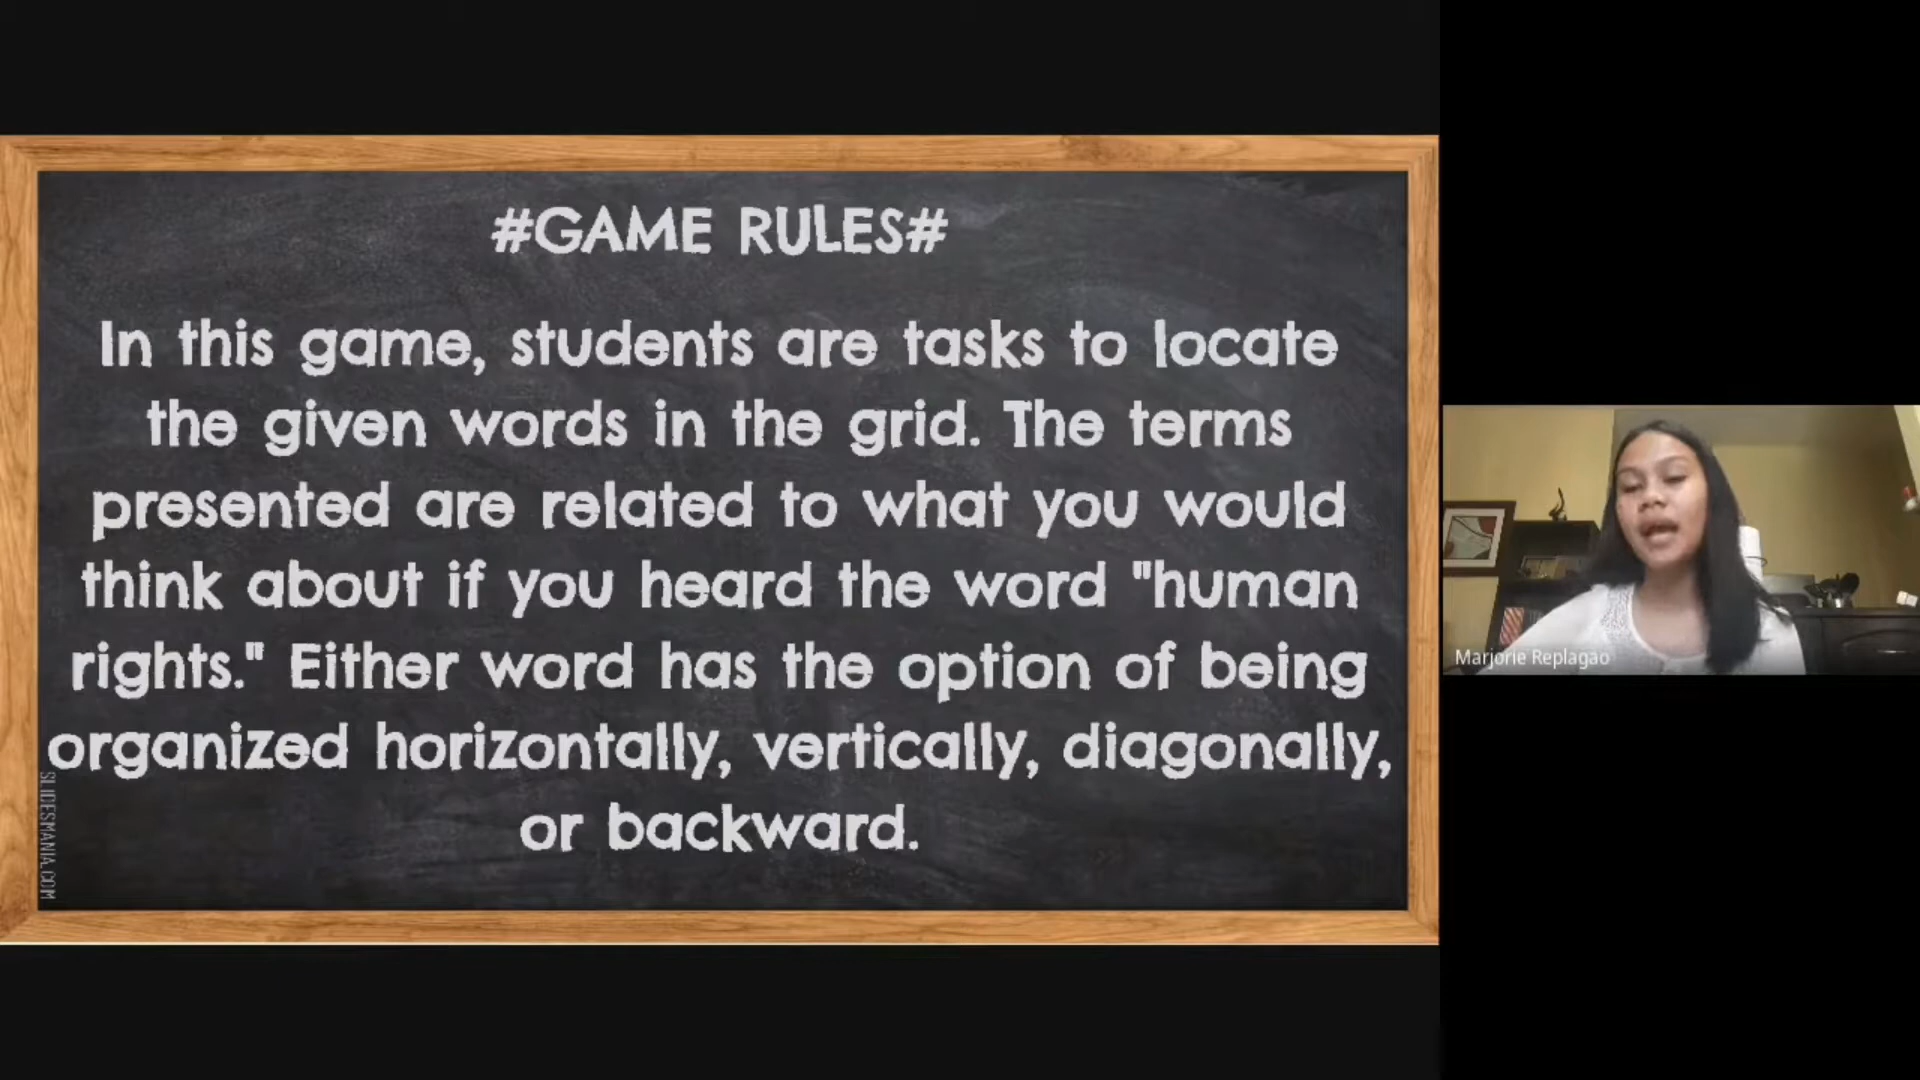 #GAME RULES#
In this game, students are tasks to locate
the given words in the grid. The terms
presented are related to what you would
think about if you heard the word "human
rights." Either word has the option of being
organized horizontally, vertically, diagonally,
or backward.
SLIDESMANIA.COM
Marjorie Replagao